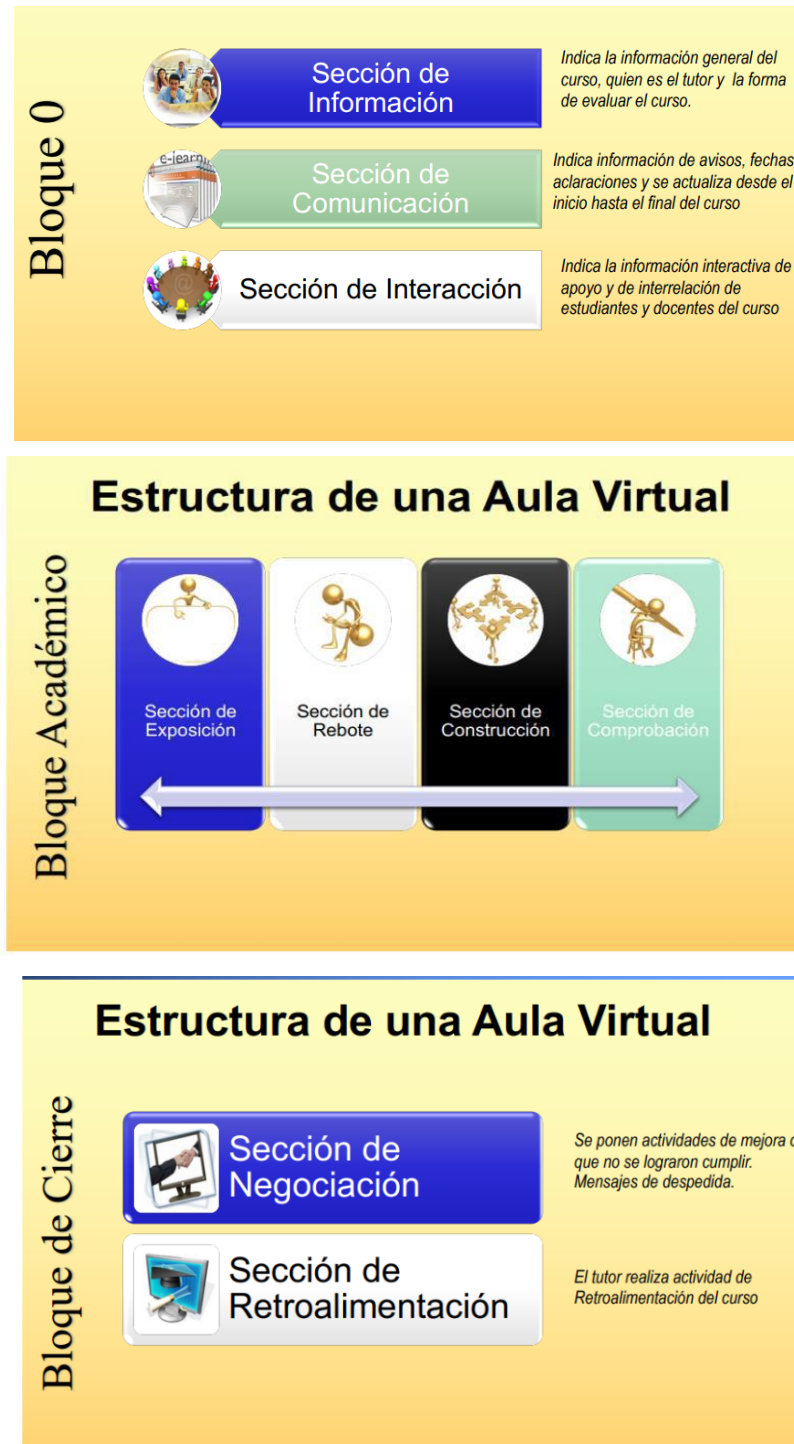 Bloque 0
Sección de
Información
Indica la información general del
curso, quien es el tutor y la forma
de evaluar el curso.
e-learn
Sección de
Comunicación
Indica información de avisos, fechas
aclaraciones y se actualiza desde el
inicio hasta el final del curso
@
Sección de Interacción
Indica la información interactiva de
apoyo y de interrelación de
estudiantes y docentes del curso
Estructura de una Aula Virtual
Bloque Académico
Sección de
Exposición
Sección de
Rebote
Sección de
Construcción
Sección de
Comprobación
Estructura de una Aula Virtual
Bloque de Cierre
Sección de
Negociación
Se ponen actividades de mejora
que no se lograron cumplir.
Mensajes de despedida.
Sección de
Retroalimentación
El tutor realiza actividad de
Retroalimentación del curso